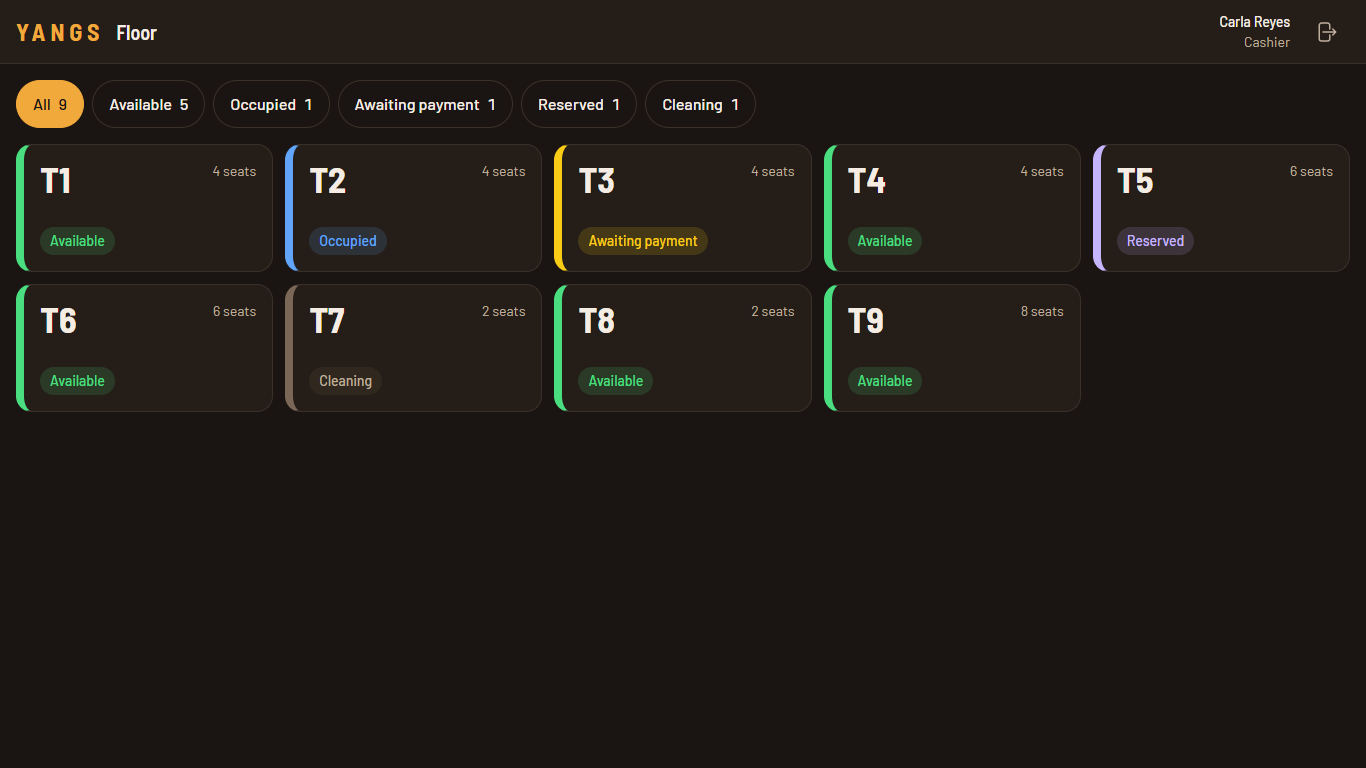 YANGS Floor
Carla Reyes
Cashier
All 9 Available 5 Occupied 1 Awaiting payment 1 Reserved 1 Cleaning 1
T1 4 seats
Available
T2 4 seats
Occupied
T3 4 seats
Awaiting payment
T4 4 seats
Available
T5 6 seats
Reserved
T6 6 seats
Available
T7 2 seats
Cleaning
T8 2 seats
Available
T9 8 seats
Available